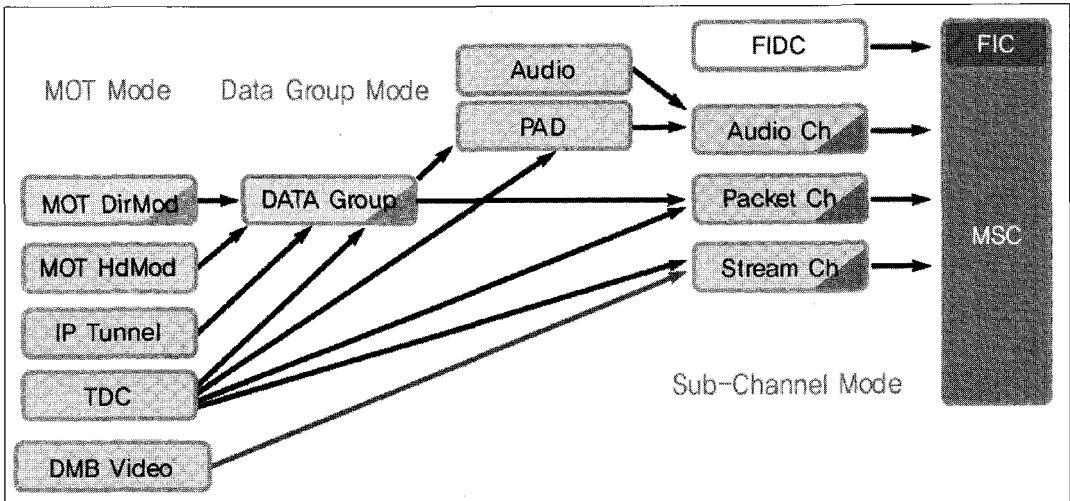 MOT Mode
Data Group Mode
Audio
PAD
FIDC
FIC
Audio Ch
MOT DirMod
DATA Group
Packet Ch
MSC
MOT HdMod
Stream Ch
IP Tunnel
TDC
Sub-Channel Mode
DMB Video